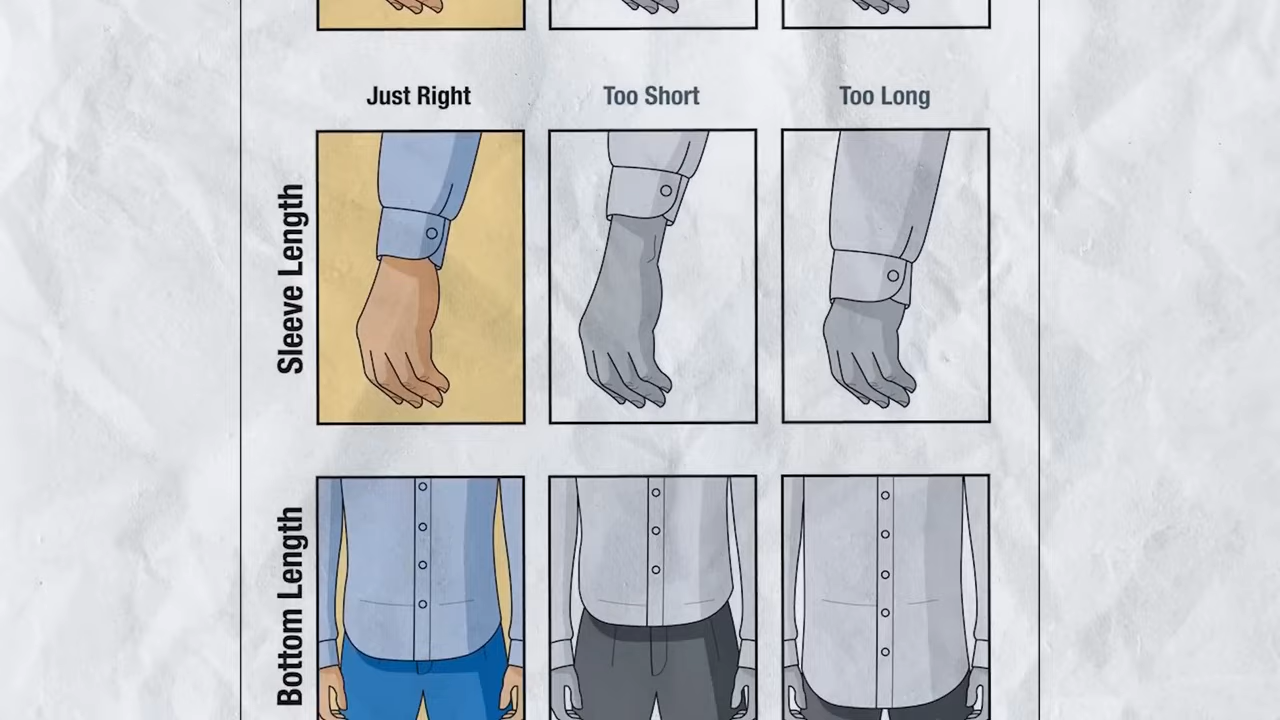 Just Right
Too Short
Too Long
Sleeve Length
Bottom Length